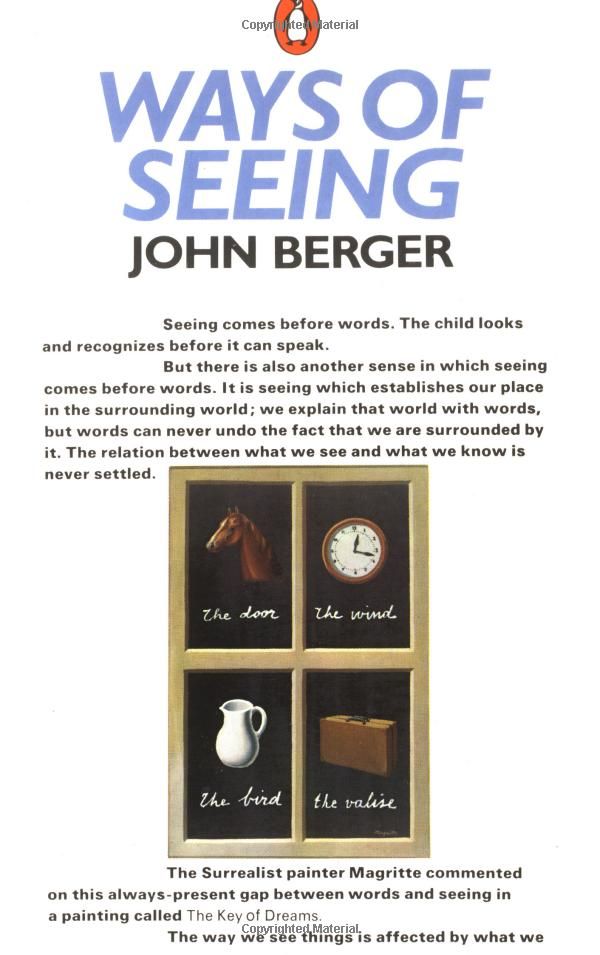 Copyrighted Material
WAYS OF
SEEING
JOHN BERGER
Seeing comes before words. The child looks
and recognizes before it can speak.
But there is also another sense in which seeing
comes before words. It is seeing which establishes our place
in the surrounding world; we explain that world with words,
but words can never undo the fact that we are surrounded by
it. The relation between what we see and what we know is
never settled.
The door
The wind
The bird
the valise
Magritte
The Surrealist painter Magritte commented
on this always-present gap between words and seeing in
a painting called The Key of Dreams.
Copyrighted Material
The way we see things is affected by what we